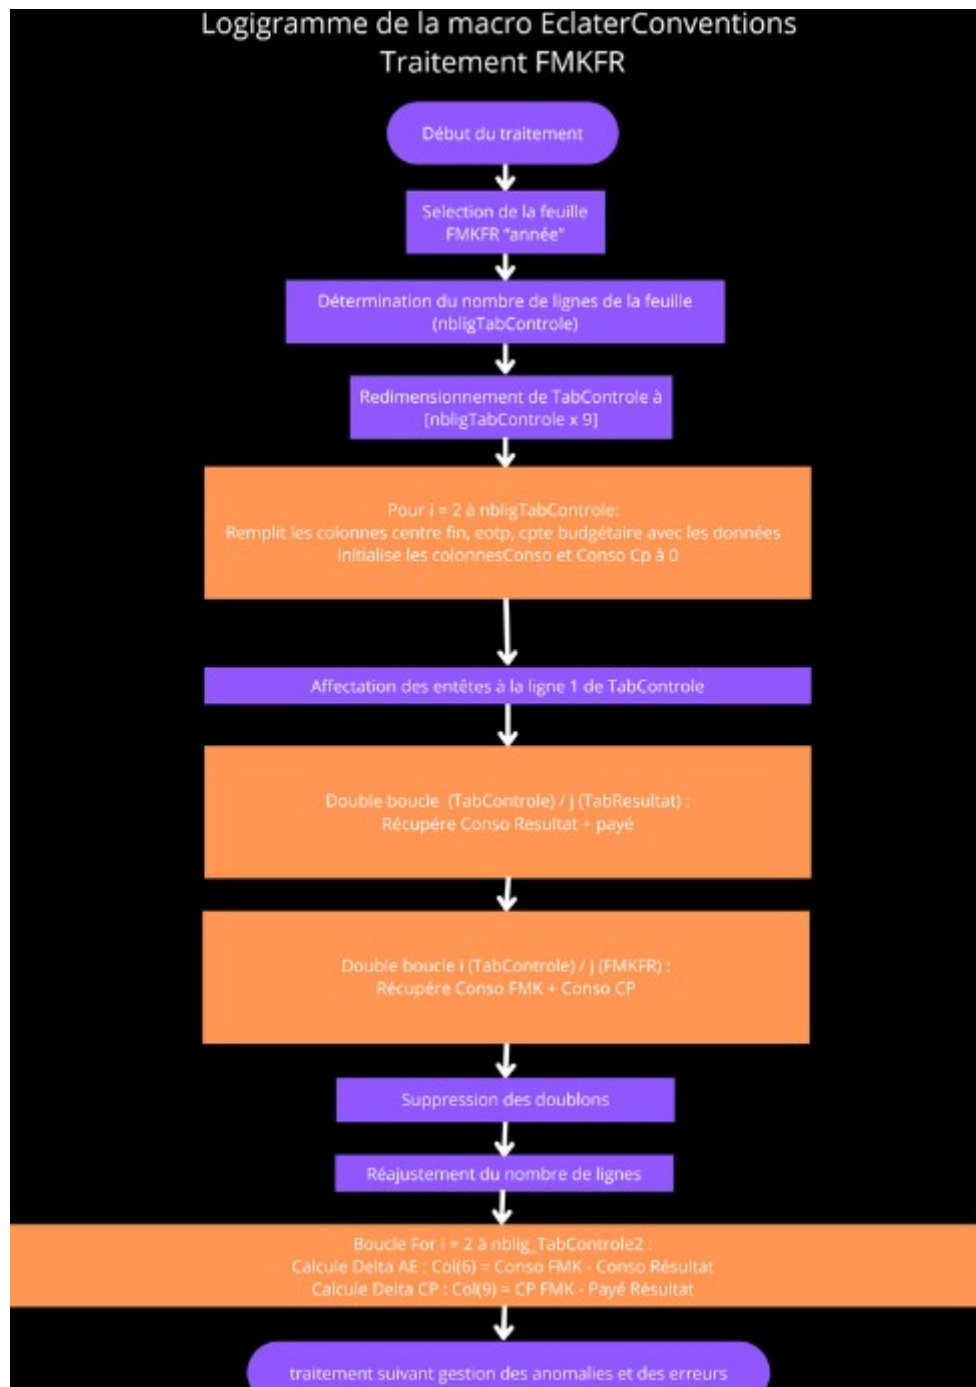 Logigramme de la macro EclaterConventions
Traitement FMKFR
Début du traitement
Selection de la feuille
FMKFR “année”
Détermination du nombre de lignes de la feuille
(nbligTabControle)
Redimensionnement de TabControle à
[nbligTabControle x 9]
Pour i = 2 à nbligTabControle:
Remplit les colonnes centre fin, eotp, cpte budgétaire avec les données
Initialise les colonnesConso et Conso Cp à 0
Affectation des entêtes à la ligne 1 de TabControle
Double boucle (TabControle) / j (TabResultat) :
Récupére Conso Resultat + payé
Double boucle i (TabControle) / j (FMKFR) :
Récupére Conso FMK + Conso CP
Suppression des doublons
Réajustement du nombre de lignes
Boucle For i = 2 à nblig_TabControle2 :
Calcule Delta AE : Col(6) = Conso FMK - Conso Résultat
Calcule Delta CP : Col(9) = CP FMK - Payé Résultat
traitement suivant gestion des anomalies et des erreurs